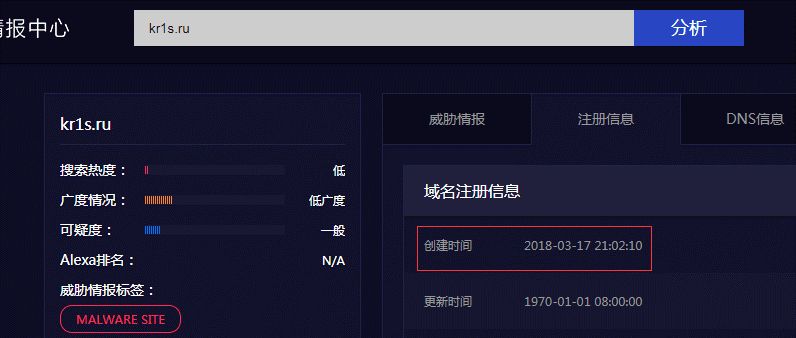 情报中心
kr1s.ru
分析
kr1s.ru
搜索热度：
低
广度情况：
低广度
可疑度：
一般
Alexa排名：
N/A
威胁情报标签：
MALWARE SITE
威胁情报
注册信息
DNS信息
域名注册信息
创建时间
2018-03-17 21:02:10
更新时间
1970-01-01 08:00:00